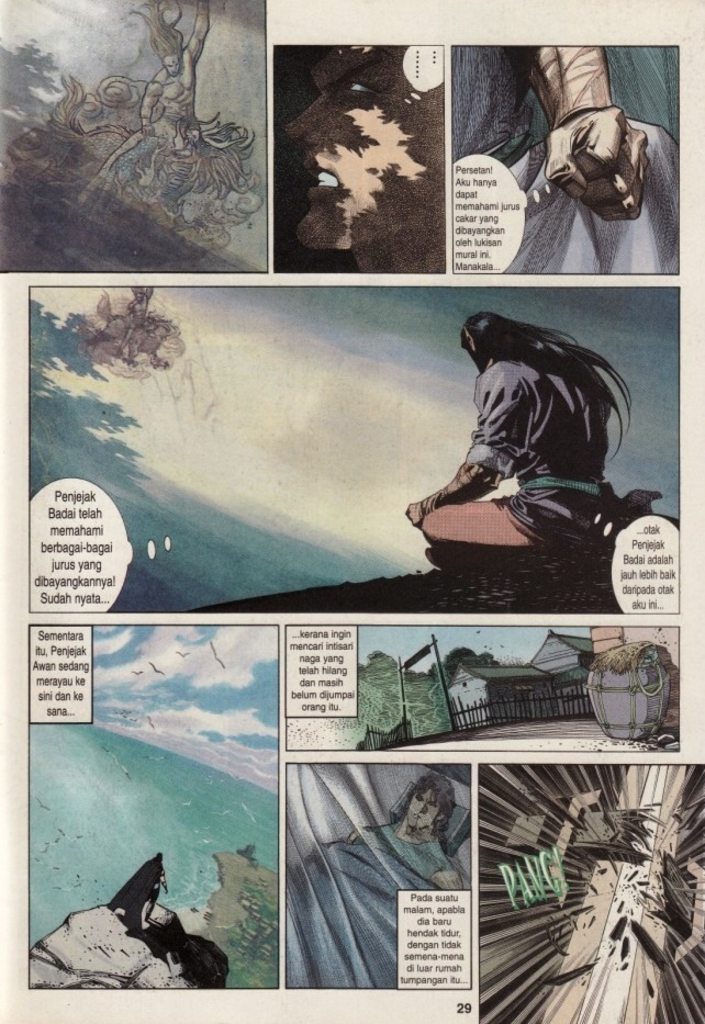 ......
Persetan!
Aku hanya
dapat
memahami jurus
cakar yang
dibayangkan
oleh lukisan
mural ini.
Manakala...
Penjejak
Badai telah
memahami
berbagai-bagai
jurus yang
dibayangkannya!
Sudah nyata...
...otak
Penjejak
Badai adalah
jauh lebih baik
daripada otak
aku ini...
Sementara
itu, Penjejak
Awan sedang
merayau ke
sini dan ke
sana...
...kerana ingin
mencari intisari
naga yang
telah hilang
dan masih
belum dijumpai
orang itu.
Pada suatu
malam, apabila
dia baru
hendak tidur,
dengan tidak
semena-mena
di luar rumah
tumpangan itu...
PANG!
29